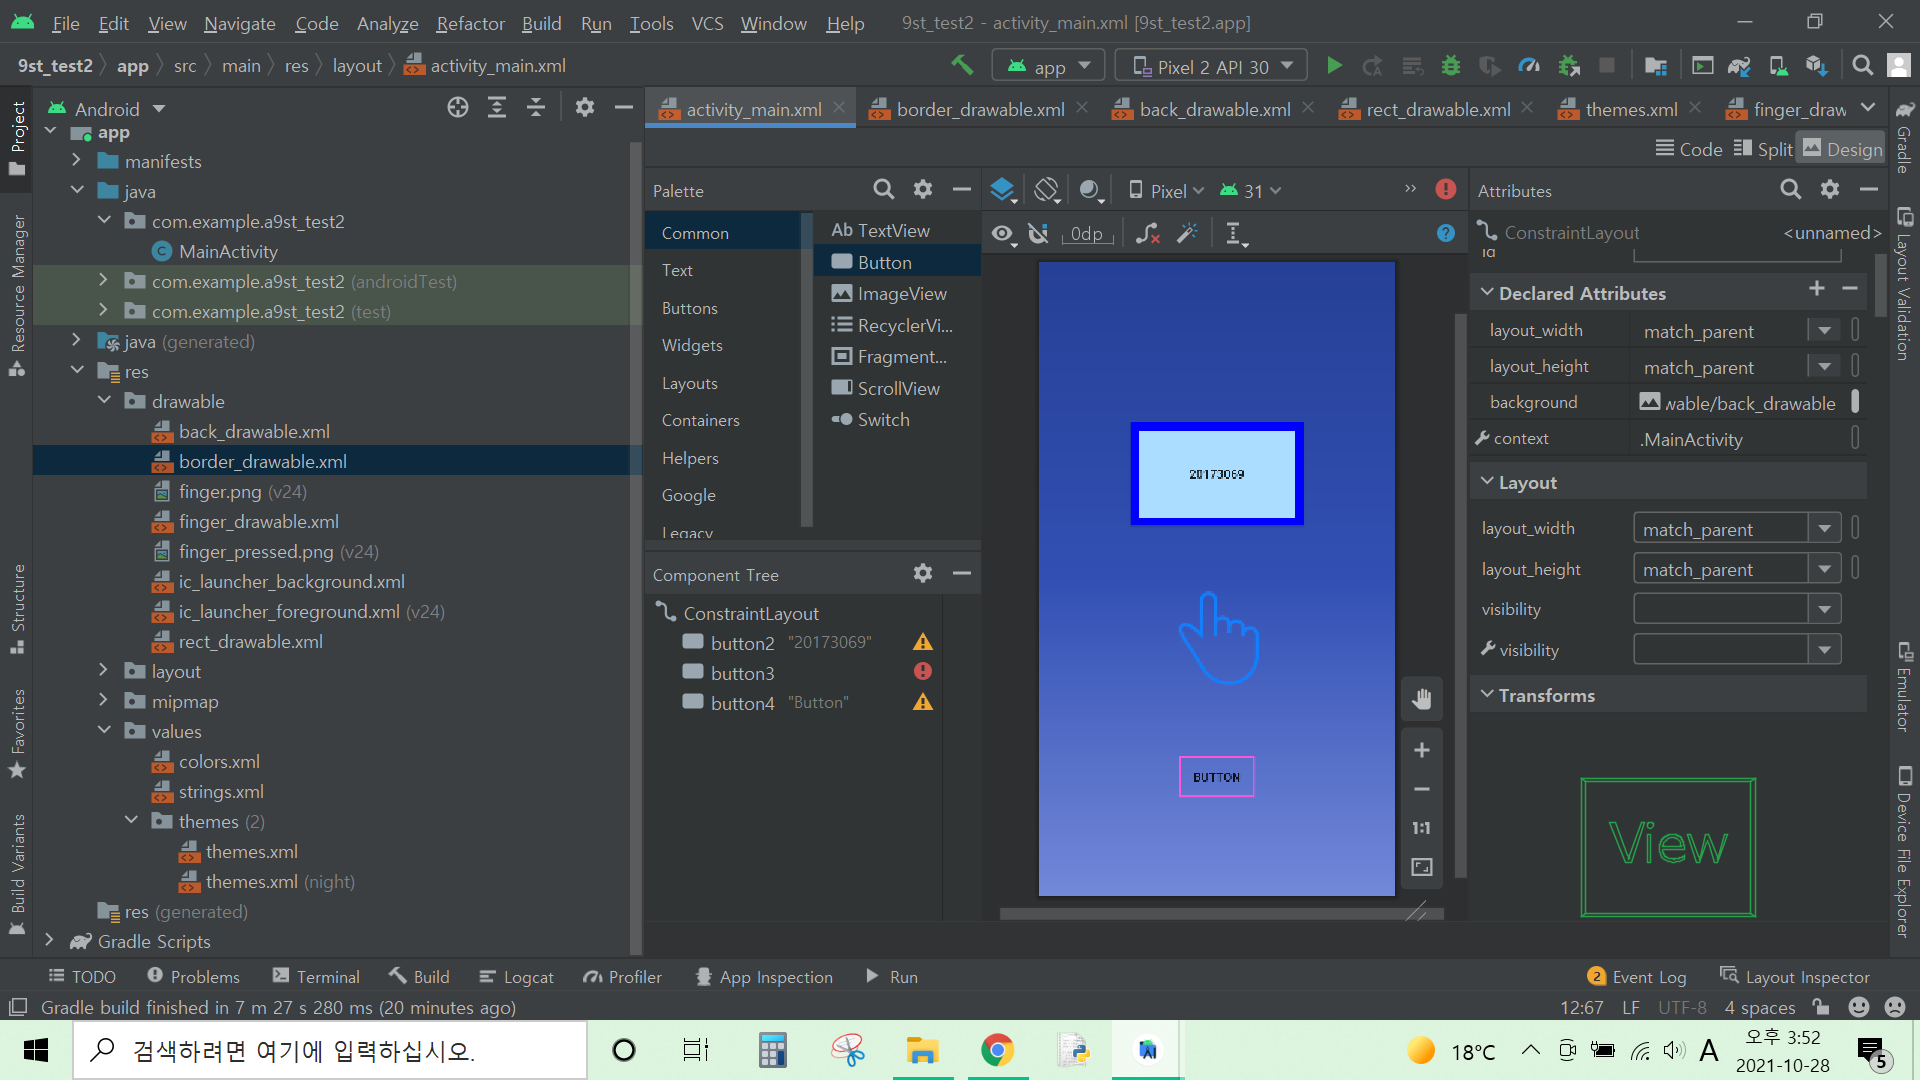 File Edit View Navigate Code Analyze Refactor Build Run Tools VCS Window Help 9st_test2 - activity_main.xml [9st_test2.app]
9st_test2 app src main res layout activity_main.xml app Pixel 2 API 30
Project
Resource Manager
Structure
Favorites
Build Variants
Android
app
manifests
java
com.example.a9st_test2
MainActivity
com.example.a9st_test2 (androidTest)
com.example.a9st_test2 (test)
java (generated)
res
drawable
back_drawable.xml
border_drawable.xml
finger.png (v24)
finger_drawable.xml
finger_pressed.png (v24)
ic_launcher_background.xml
ic_launcher_foreground.xml (v24)
rect_drawable.xml
layout
mipmap
values
colors.xml
strings.xml
themes (2)
themes.xml
themes.xml (night)
res (generated)
Gradle Scripts
activity_main.xml border_drawable.xml back_drawable.xml rect_drawable.xml themes.xml finger_draw
Code Split Design
Palette
Common
Text
Buttons
Widgets
Layouts
Containers
Helpers
Google
Legacy
Ab TextView
Button
ImageView
RecyclerVi...
Fragment...
ScrollView
Switch
Component Tree
ConstraintLayout
button2 "20173069"
button3
button4 "Button"
Pixel 31
0dp
20173069
BUTTON
1:1
Attributes
ConstraintLayout <unnamed>
id
Declared Attributes
layout_width match_parent
layout_height match_parent
background wable/back_drawable
context .MainActivity
Layout
layout_width match_parent
layout_height match_parent
visibility
visibility
Transforms
View
Gradle
Layout Validation
Emulator
Device File Explorer
TODO Problems Terminal Build Logcat Profiler App Inspection Run 2 Event Log Layout Inspector
Gradle build finished in 7 m 27 s 280 ms (20 minutes ago) 12:67 LF UTF-8 4 spaces
검색하려면 여기에 입력하십시오.
18°C A 오후 3:52
2021-10-28
5